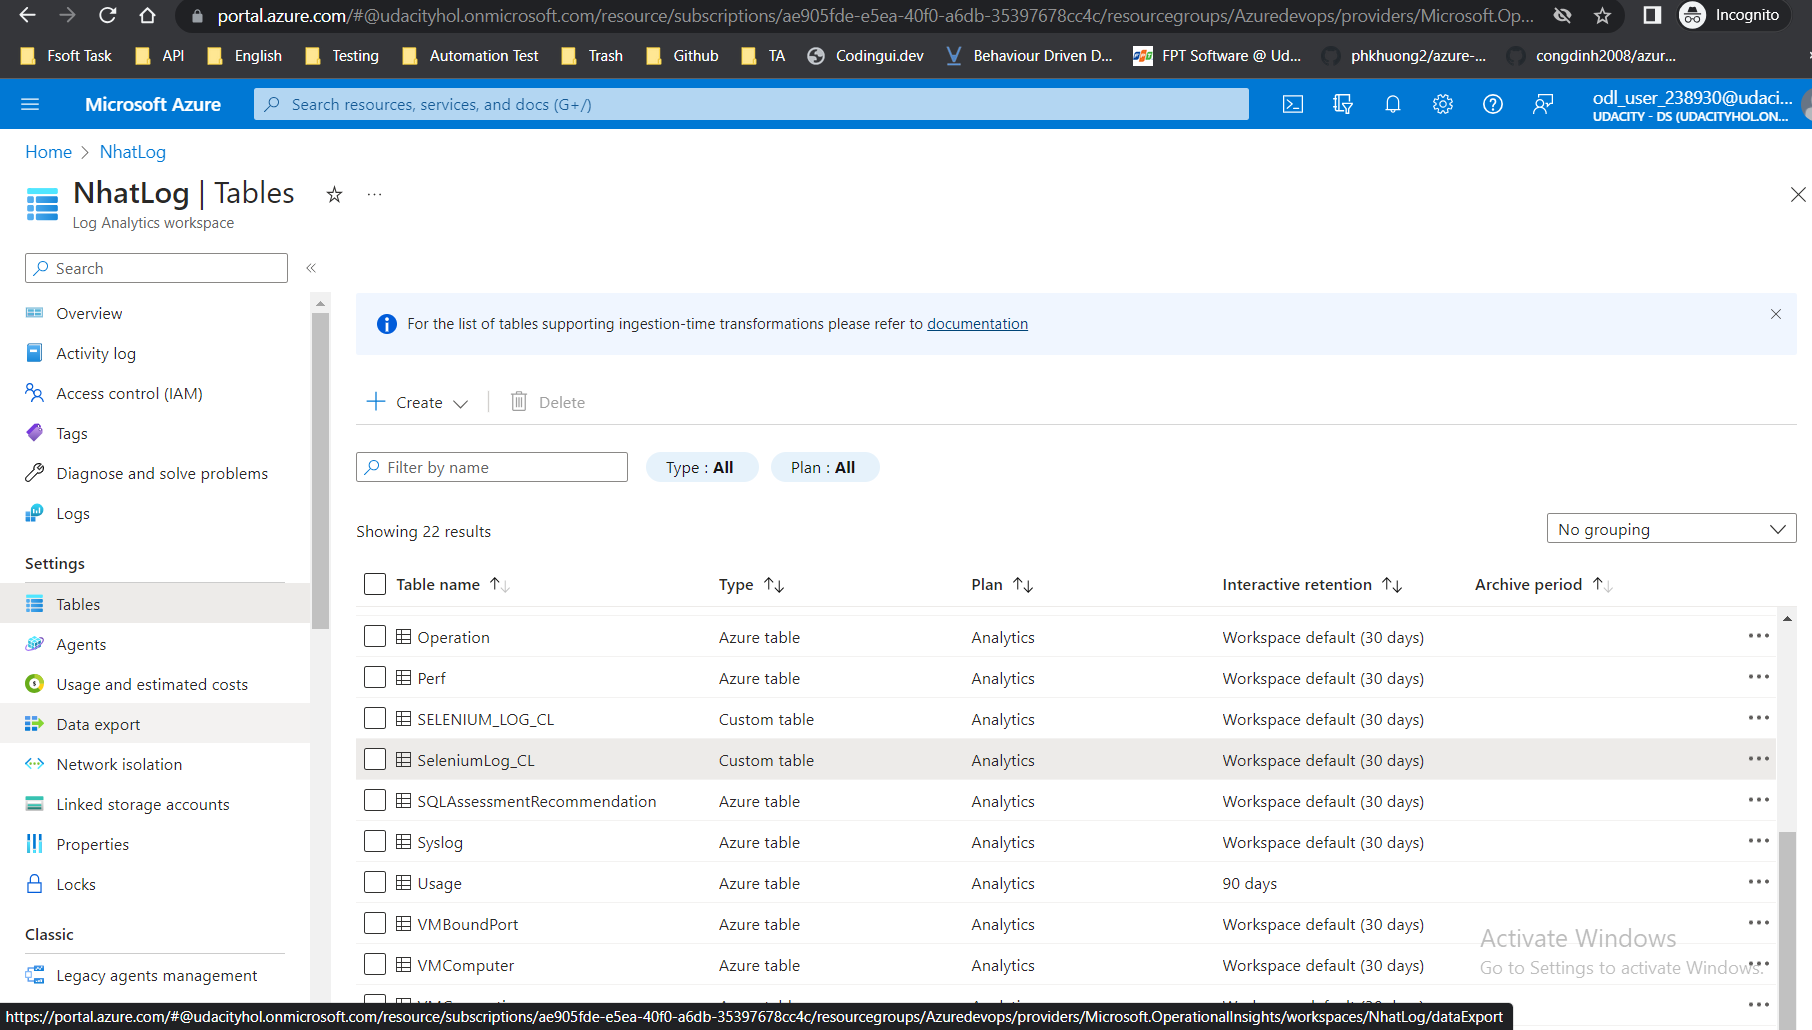 portal.azure.com/#@udacityhol.onmicrosoft.com/resource/subscriptions/ae905fde-e5ea-40f0-a6db-35397678cc4c/resourcegroups/Azuredevops/providers/Microsoft.Op...
Incognito
Fsoft Task API English Testing Automation Test Trash Github TA Codingui.dev Behaviour Driven D... FPT Software @ Ud... phkhuong2/azure-... congdinh2008/azur...
Microsoft Azure
Search resources, services, and docs (G+/)
odl_user_238930@udaci...
UDACITY - DS (UDACITYHOL.ON...
Home > NhatLog
NhatLog | Tables
Log Analytics workspace
Search
Overview
Activity log
Access control (IAM)
Tags
Diagnose and solve problems
Logs
Settings
Tables
Agents
Usage and estimated costs
Data export
Network isolation
Linked storage accounts
Properties
Locks
Classic
Legacy agents management
For the list of tables supporting ingestion-time transformations please refer to documentation
Create
Delete
Filter by name
Type : All
Plan : All
Showing 22 results
No grouping
Table name Type Plan Interactive retention Archive period
Operation Azure table Analytics Workspace default (30 days)
Perf Azure table Analytics Workspace default (30 days)
SELENIUM_LOG_CL Custom table Analytics Workspace default (30 days)
SeleniumLog_CL Custom table Analytics Workspace default (30 days)
SQLAssessmentRecommendation Azure table Analytics Workspace default (30 days)
Syslog Azure table Analytics Workspace default (30 days)
Usage Azure table Analytics 90 days
VMBoundPort Azure table Analytics Workspace default (30 days)
VMComputer Azure table Analytics Workspace default (30 days)
Activate Windows
Go to Settings to activate Windows.
https://portal.azure.com/#@udacityhol.onmicrosoft.com/resource/subscriptions/ae905fde-e5ea-40f0-a6db-35397678cc4c/resourcegroups/Azuredevops/providers/Microsoft.OperationalInsights/workspaces/NhatLog/dataExport